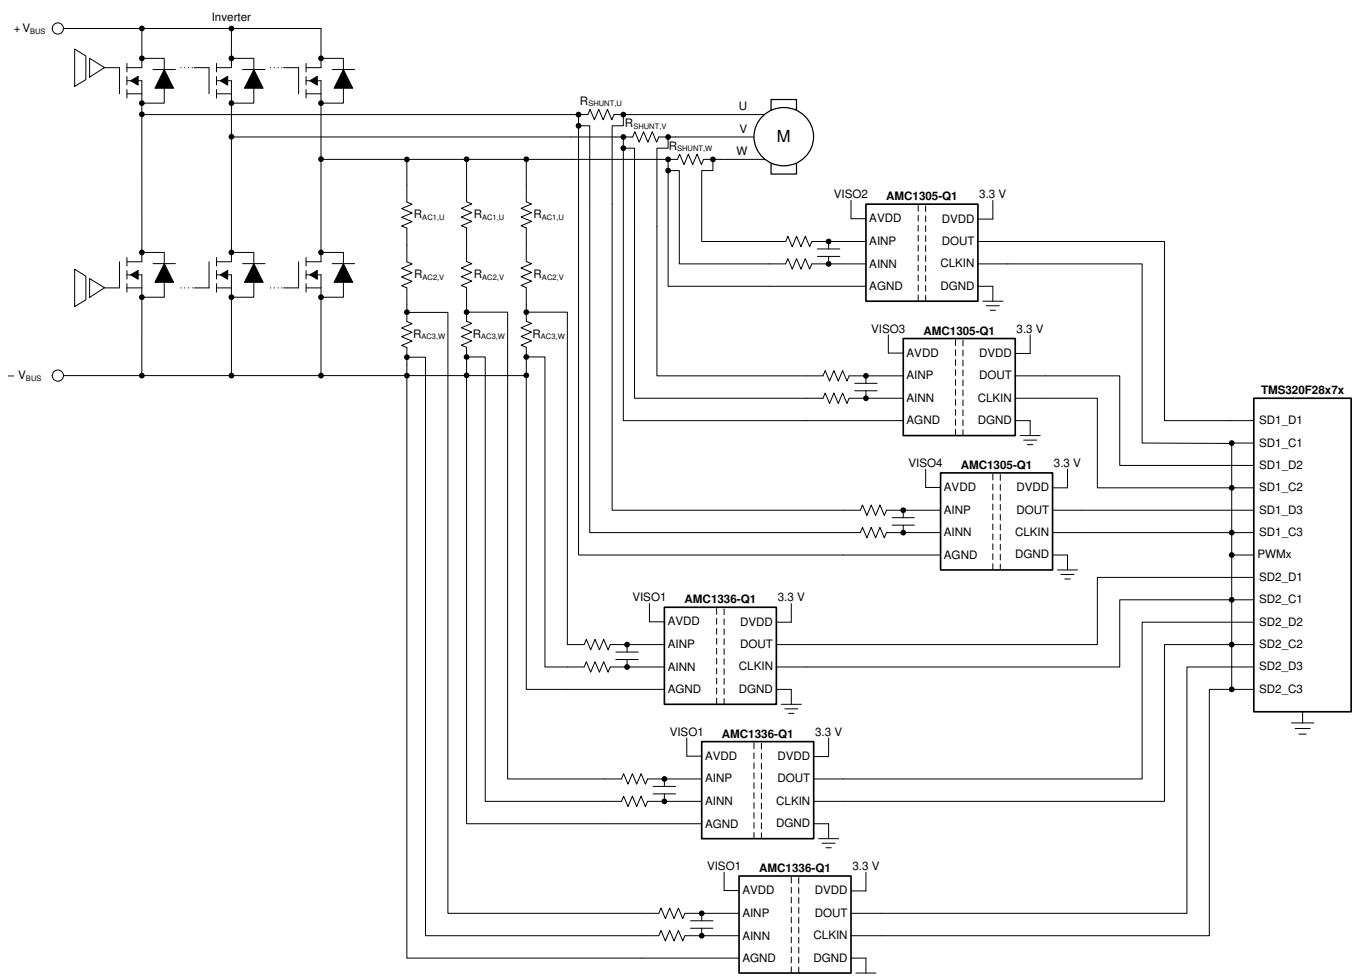 Inverter
+ VBUS
RSHUNT,U
U
RSHUNT,V
V
M
RSHUNT,W
W
RAC1,U
RAC1,U
RAC1,U
RAC2,V
RAC2,V
RAC2,V
RAC3,W
RAC3,W
RAC3,W
– VBUS
VISO2
AMC1305-Q1
3.3 V
AVDD
DVDD
AINP
DOUT
AINN
CLKIN
AGND
DGND
VISO3
AMC1305-Q1
3.3 V
AVDD
DVDD
AINP
DOUT
AINN
CLKIN
AGND
DGND
VISO4
AMC1305-Q1
3.3 V
AVDD
DVDD
AINP
DOUT
AINN
CLKIN
AGND
DGND
TMS320F28x7x
SD1_D1
SD1_C1
SD1_D2
SD1_C2
SD1_D3
SD1_C3
PWMx
SD2_D1
SD2_C1
SD2_D2
SD2_C2
SD2_D3
SD2_C3
VISO1
AMC1336-Q1
3.3 V
AVDD
DVDD
AINP
DOUT
AINN
CLKIN
AGND
DGND
VISO1
AMC1336-Q1
3.3 V
AVDD
DVDD
AINP
DOUT
AINN
CLKIN
AGND
DGND
VISO1
AMC1336-Q1
3.3 V
AVDD
DVDD
AINP
DOUT
AINN
CLKIN
AGND
DGND